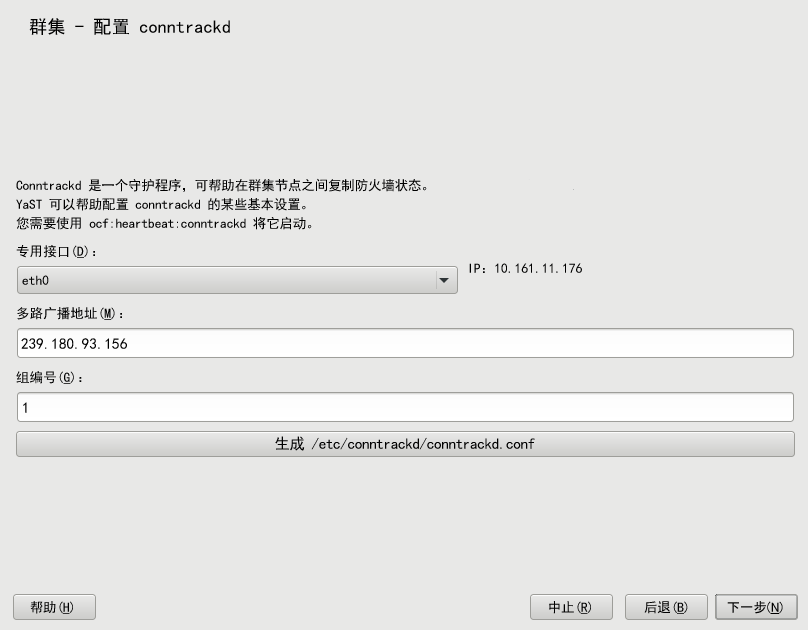 群集 - 配置 conntrackd
Conntrackd 是一个守护程序，可帮助在群集节点之间复制防火墙状态。
YaST 可以帮助配置 conntrackd 的某些基本设置。
您需要使用 ocf:heartbeat:conntrackd 将它启动。
专用接口(D)：
eth0
IP：10.161.11.176
多路广播地址(M)：
239.180.93.156
组编号(G)：
1
生成 /etc/conntrackd/conntrackd.conf
帮助(H) 中止(R) 后退(B) 下一步(N)